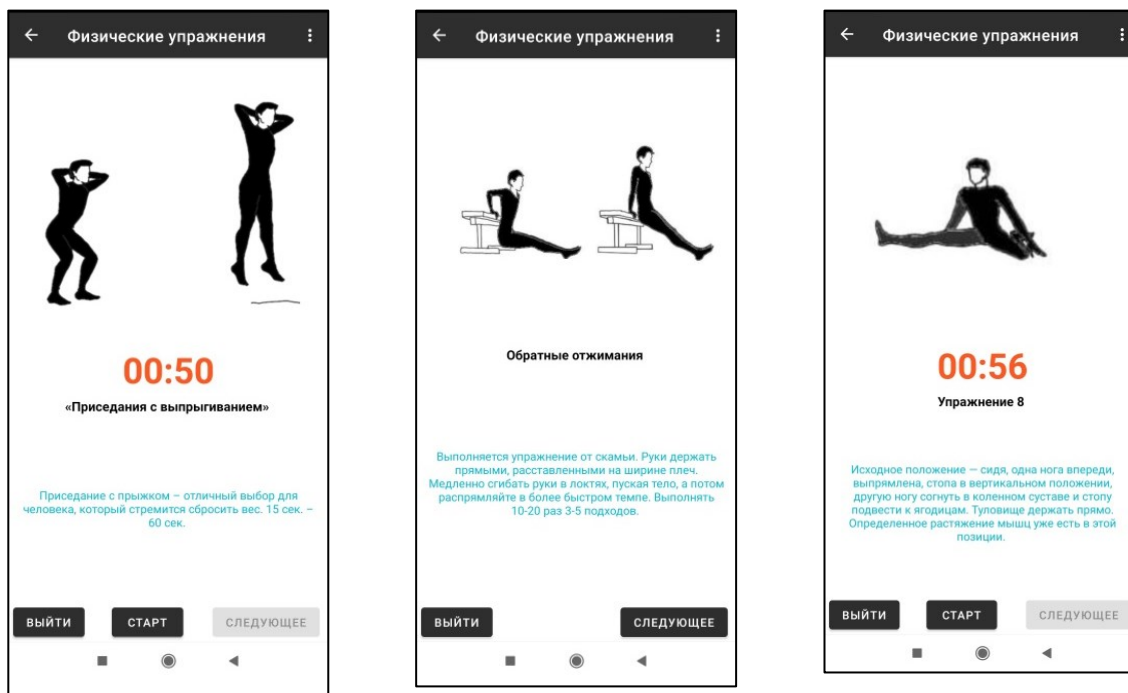 Физические упражнения
00:50
«Приседания с выпрыгиванием»
Приседание с прыжком – отличный выбор для
человека, который стремится сбросить вес. 15 сек. –
60 сек.
ВЫЙТИ
СТАРТ
СЛЕДУЮЩЕЕ
Физические упражнения
Обратные отжимания
Выполняется упражнение от скамьи. Руки держать
прямыми, расставленными на ширине плеч.
Медленно сгибать руки в локтях, пуская тело, а потом
распрямляйте в более быстром темпе. Выполнять
10-20 раз 3-5 подходов.
ВЫЙТИ
СЛЕДУЮЩЕЕ
Физические упражнения
00:56
Упражнение 8
Исходное положение — сидя, одна нога впереди,
выпрямлена, стопа в вертикальном положении,
другую ногу согнуть в коленном суставе и стопу
подвести к ягодицам. Туловище держать прямо.
Определенное растяжение мышц уже есть в этой
позиции.
ВЫЙТИ
СТАРТ
СЛЕДУЮЩЕЕ